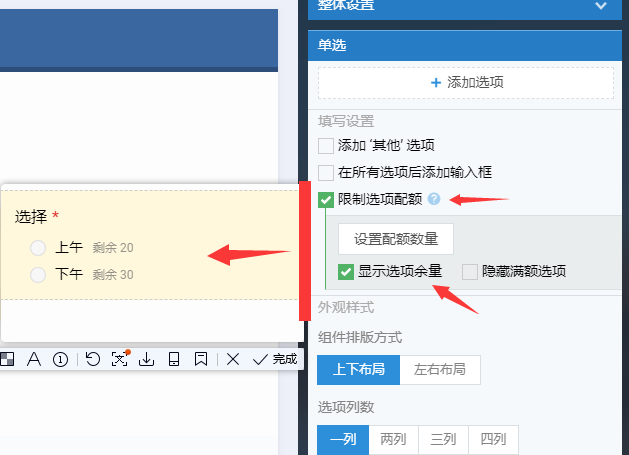 整体设置
单选
+ 添加选项
填写设置
添加 ‘其他’ 选项
在所有选项后添加输入框
限制选项配额 ?
设置配额数量
显示选项余量 隐藏满额选项
外观样式
组件排版方式
上下布局 左右布局
选项列数
一列 两列 三列 四列
选择 *
上午 剩余 20
下午 剩余 30
A 1 文 完成